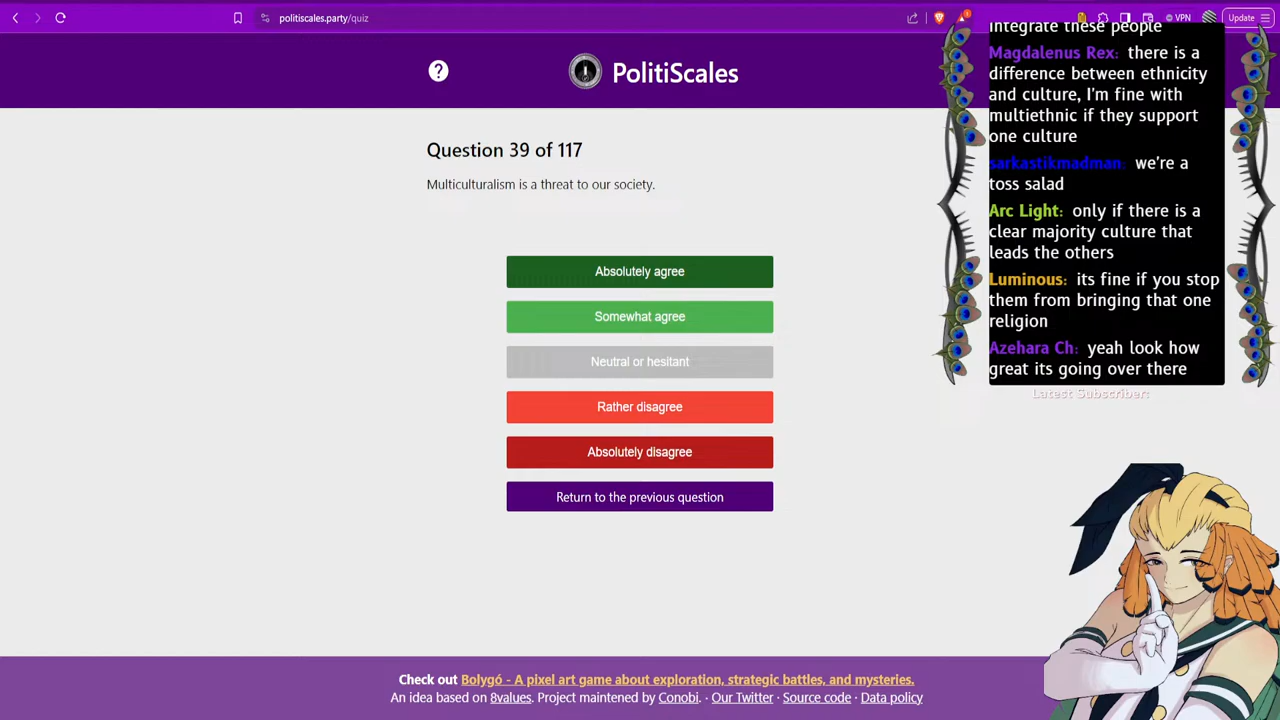 politiscales.party/quiz
VPN
Update
PolitiScales
Question 39 of 117
Multiculturalism is a threat to our society.
Absolutely agree
Somewhat agree
Neutral or hesitant
Rather disagree
Absolutely disagree
Return to the previous question
integrate these people
Magdalenus Rex: there is a
difference between ethnicity
and culture, I'm fine with
multiethnic if they support
one culture
sarkastikmadman: we're a
toss salad
Arc Light: only if there is a
clear majority culture that
leads the others
Luminous: its fine if you stop
them from bringing that one
religion
Azehara Ch: yeah look how
great its going over there
Latest Subscriber:
Check out Bolygó - A pixel art game about exploration, strategic battles, and mysteries.
An idea based on 8values. Project maintened by Conobi. · Our Twitter · Source code · Data policy